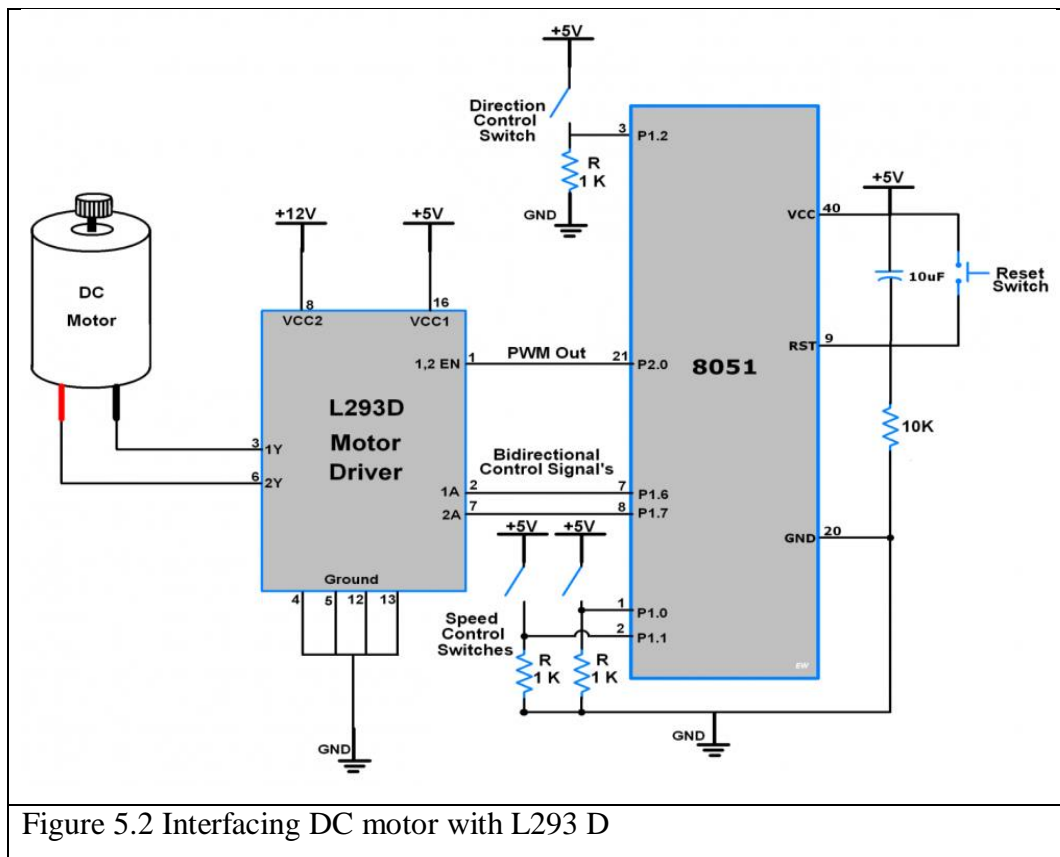 +5V
Direction
Control
Switch
3
P1.2
R
1 K
GND
+5V
VCC
40
10uF
Reset
Switch
RST
9
10K
GND
20
8051
+12V
+5V
8
VCC2
16
VCC1
DC
Motor
1,2 EN
1
PWM Out
21
P2.0
L293D
Motor
Driver
3
1Y
6
2Y
Bidirectional
Control Signal's
1A
2
7
P1.6
2A
7
8
P1.7
+5V
+5V
Ground
4
5
12
13
Speed
Control
Switches
1
P1.0
2
P1.1
R
1 K
R
1 K
EW
GND
GND
Figure 5.2 Interfacing DC motor with L293 D